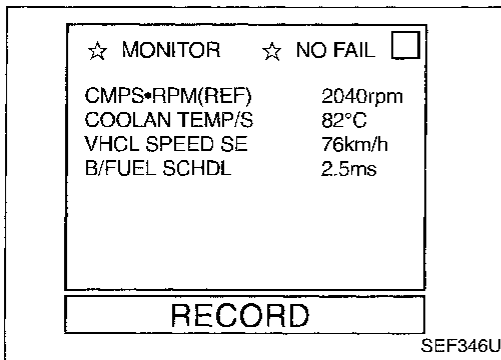 ☆ MONITOR ☆ NO FAIL
CMPS•RPM(REF) 2040rpm
COOLAN TEMP/S 82°C
VHCL SPEED SE 76km/h
B/FUEL SCHDL 2.5ms
RECORD
SEF346U